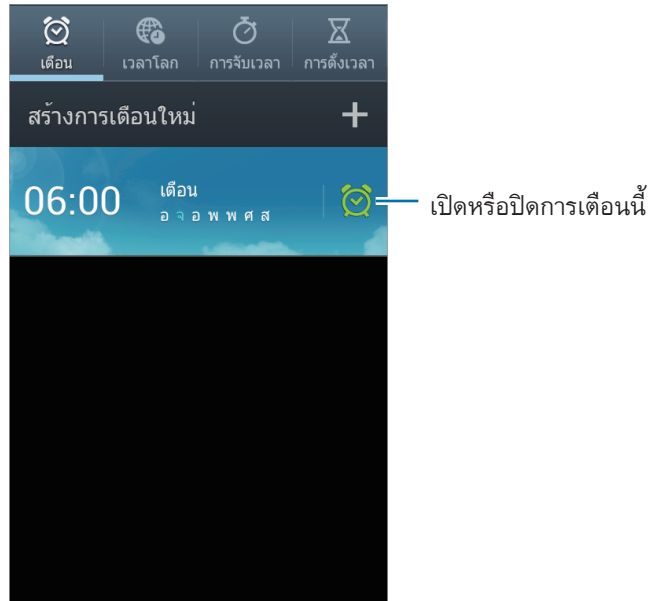 เตือน เวลาโลก การจับเวลา การตั้งเวลา
สร้างการเตือนใหม่
06:00
เตือน
อ จ อ พ พ ศ ส
เปิดหรือปิดการเตือนนี้